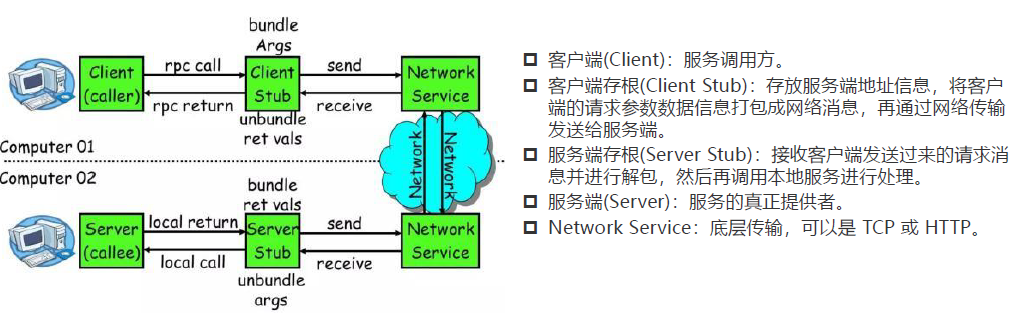 bundle
Args
Client
(caller)
rpc call
rpc return
Client
Stub
send
receive
Network
Service
unbundle
ret vals
Network
Network
Computer 01
Computer 02
bundle
ret vals
Server
(callee)
local return
local call
Server
Stub
send
receive
Network
Service
unbundle
args
客户端(Client)：服务调用方。
客户端存根(Client Stub)：存放服务端地址信息，将客户
端的请求参数数据信息打包成网络消息，再通过网络传输
发送给服务端。
服务端存根(Server Stub)：接收客户端发送过来的请求消
息并进行解包，然后再调用本地服务进行处理。
服务端(Server)：服务的真正提供者。
Network Service：底层传输，可以是 TCP 或 HTTP。